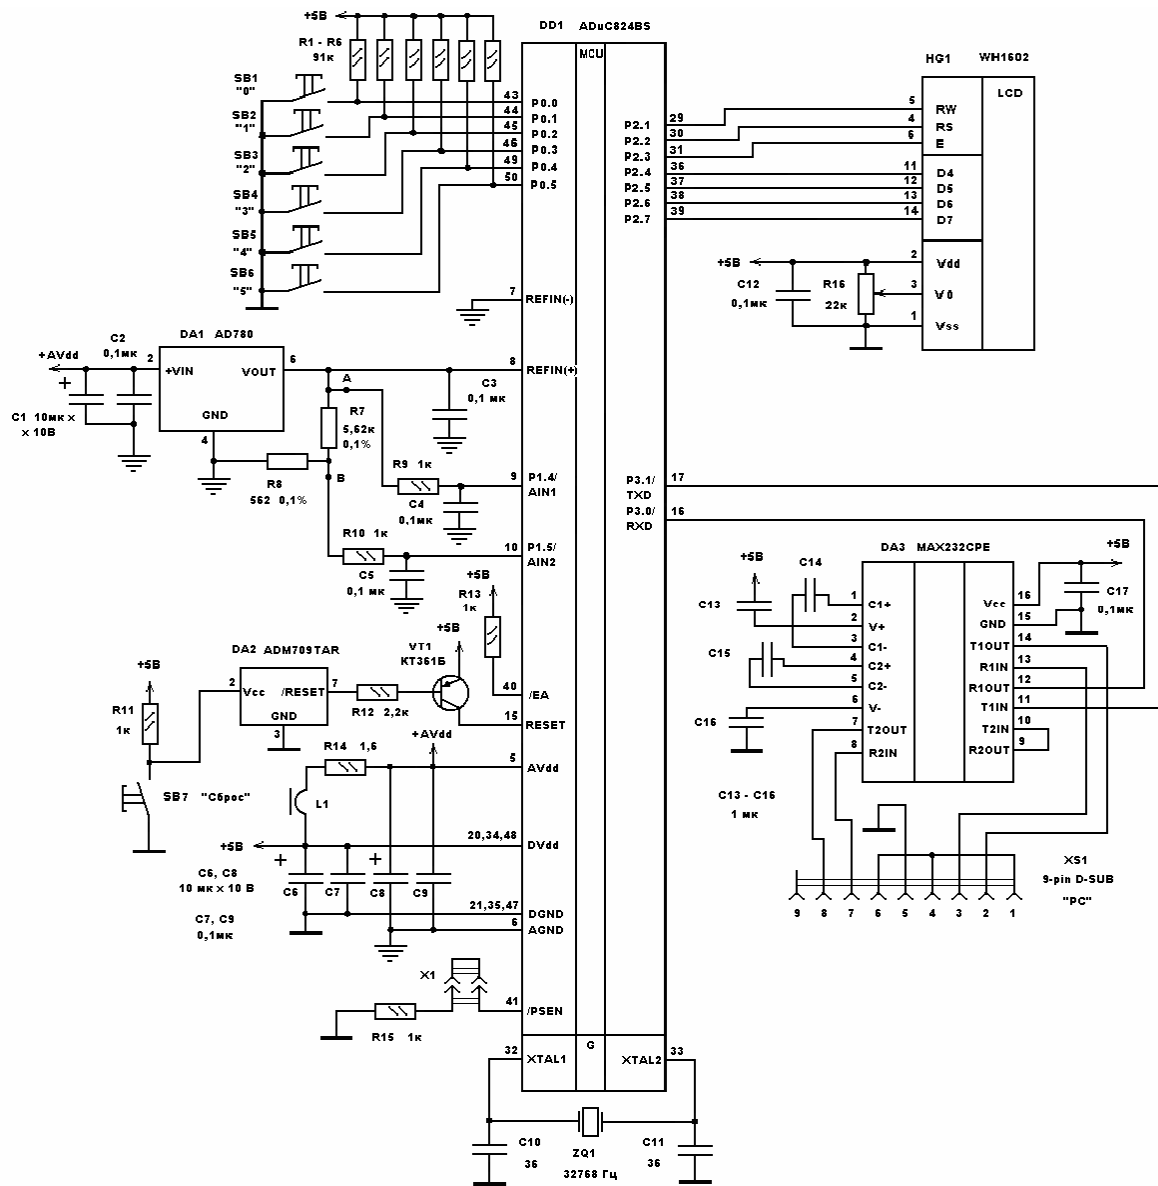 +5В
R1 - R6
91к
DD1 ADuC824BS
MCU
SB1
"0"
SB2
"1"
SB3
"2"
SB4
"3"
SB5
"4"
SB6
"5"
43
P0.0
44
P0.1
45
P0.2
46
P0.3
49
P0.4
50
P0.5
7
REFIN(-)
29
P2.1
30
P2.2
31
P2.3
36
P2.4
37
P2.5
38
P2.6
39
P2.7
HG1 WH1602
LCD
5
RW
4
RS
6
E
11
D4
12
D5
13
D6
14
D7
+5В
2
Vdd
C12
0,1мк
R16
22к
3
V0
1
Vss
DA1 AD780
C2
0,1мк
+AVdd
2
+VIN
VOUT
6
GND
4
+
C1 10мк х
х 10В
8
REFIN(+)
A
C3
0,1 мк
R7
5,62к
0,1%
B
R8
562 0,1%
R9 1к
C4
0,1мк
9
P1.4/
AIN1
R10 1к
C5
0,1 мк
10
P1.5/
AIN2
P3.1/
TXD
17
P3.0/
RXD
16
+5В
R13
1к
40
/EA
+5В
VT1
КТ361Б
DA2 ADM709TAR
2
Vcc
/RESET
7
GND
3
R12 2,2к
15
RESET
+5В
R11
1к
SB7 "Сброс"
+AVdd
R14 1,6
5
AVdd
L1
+5В
20,34,48
DVdd
+
+
C6, C8
10 мк х 10 В
C6
C7
C8
C9
C7, C9
0,1мк
21,35,47
DGND
6
AGND
X1
41
/PSEN
R15 1к
32
XTAL1
G
XTAL2
33
C10
36
ZQ1
32768 Гц
C11
36
DA3 MAX232CPE
+5В
+5В
C13
C14
C15
C16
C17
0,1мк
1
C1+
2
V+
3
C1-
4
C2+
5
C2-
6
V-
7
T2OUT
8
R2IN
Vcc
16
GND
15
T1OUT
14
R1IN
13
R1OUT
12
T1IN
11
T2IN
10
R2OUT
9
C13 - C16
1 мк
XS1
9-pin D-SUB
"PC"
9 8 7 6 5 4 3 2 1